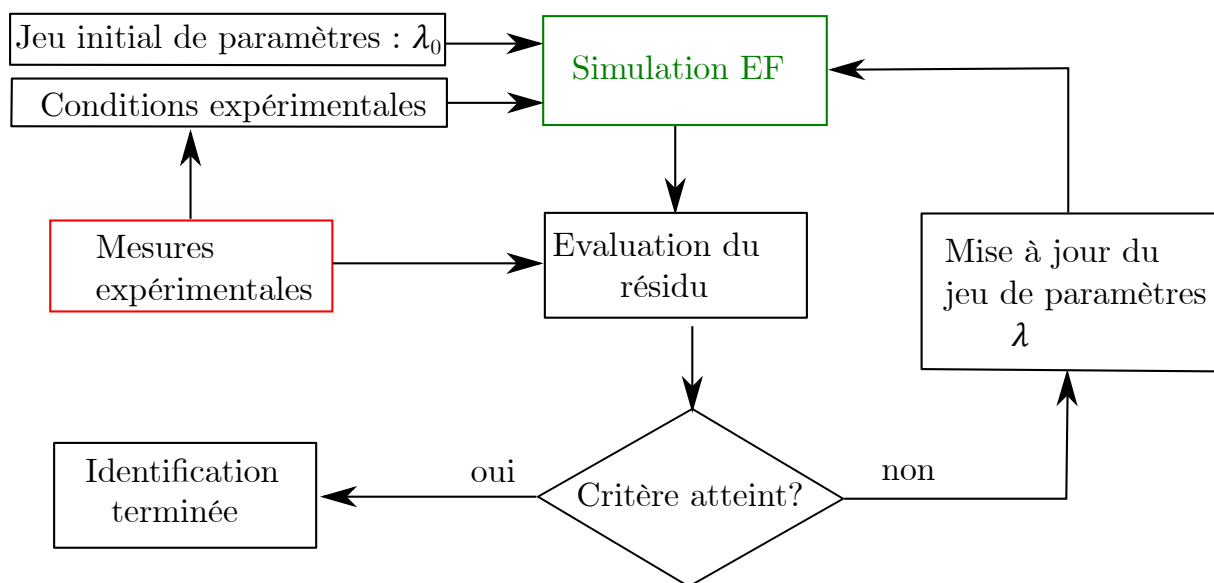 Jeu initial de paramètres : λ₀
Simulation EF
Conditions expérimentales
Mesures
expérimentales
Evaluation du
résidu
Mise à jour du
jeu de paramètres
λ
Identification
terminée
oui
Critère atteint?
non